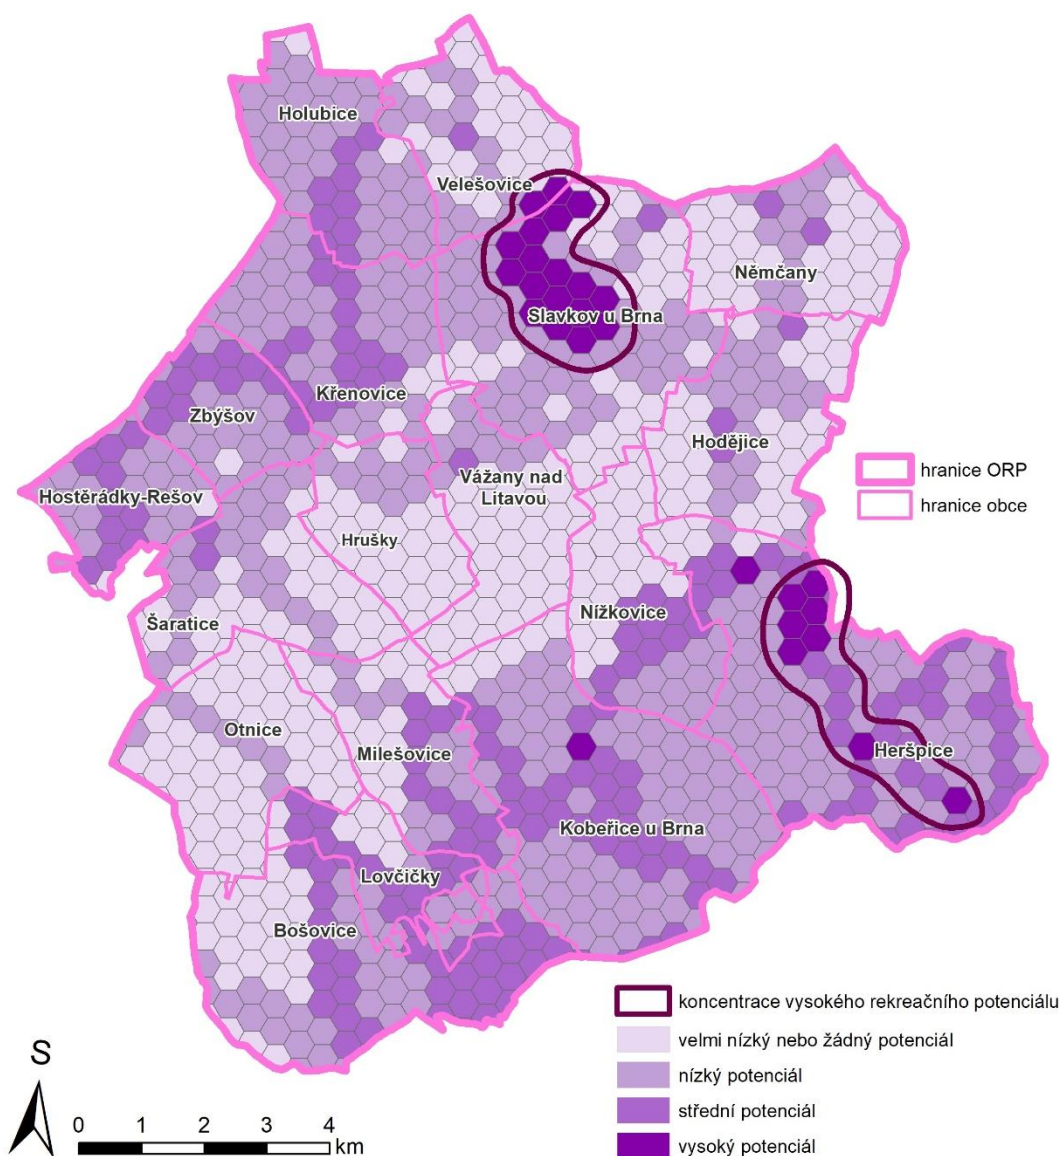 Holubice
Velešovice
Němčany
Slavkov u Brna
Křenovice
Zbýšov
Hodějice
Vážany nad
Litavou
hranice ORP
Hostěrádky-Rešov
hranice obce
Hrušky
Nížkovice
Šaratice
Otnice
Milešovice
Heršpice
Kobeřice u Brna
Lovčičky
Bošovice
koncentrace vysokého rekreačního potenciálu
velmi nízký nebo žádný potenciál
nízký potenciál
střední potenciál
vysoký potenciál
S
0 1 2 3 4
km